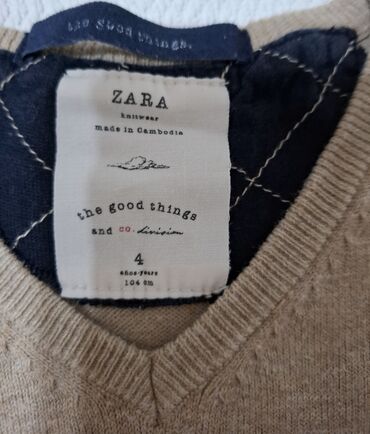 the good things.
ZARA
knitwear
made in Cambodia
the good things
and co. division
4
años-years
104 cm